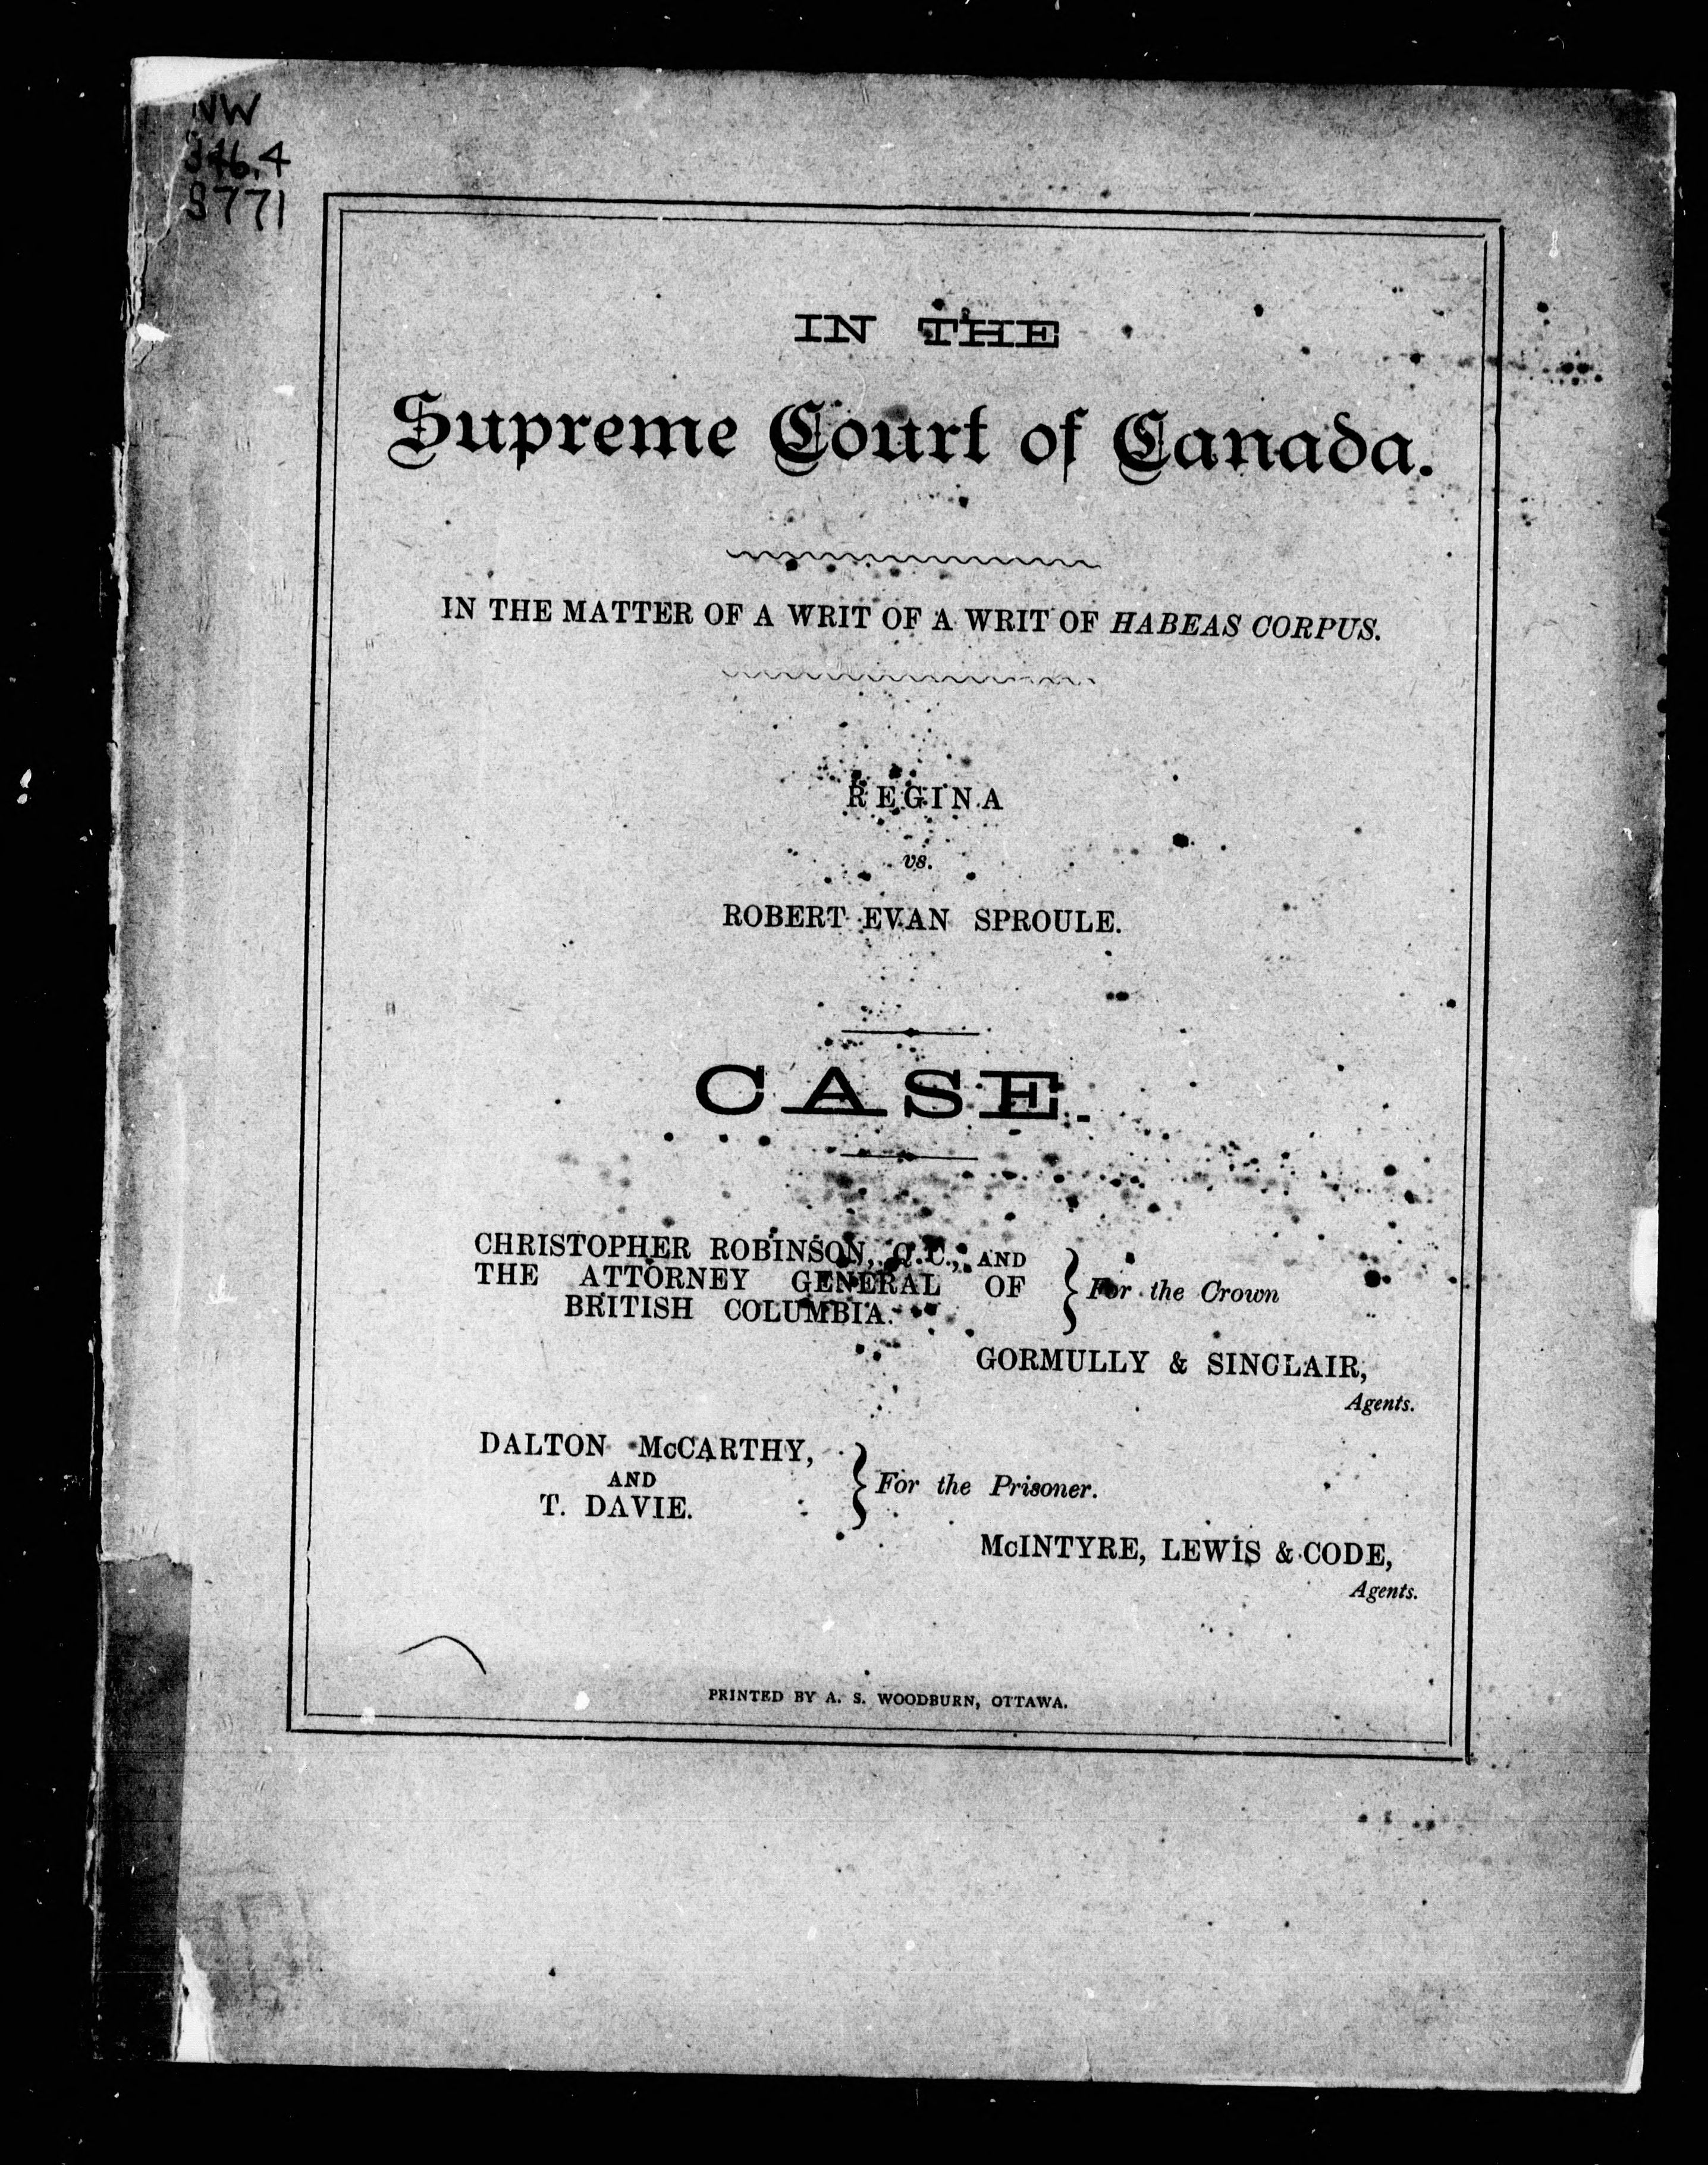 NW
346.4
S771
IN THE
Supreme Court of Canada.
IN THE MATTER OF A WRIT OF A WRIT OF HABEAS CORPUS.
REGINA
vs.
ROBERT EVAN SPROULE.
CASE.
CHRISTOPHER ROBINSON, Q.C., AND
THE ATTORNEY GENERAL OF
BRITISH COLUMBIA.
For the Crown
GORMULLY & SINCLAIR,
Agents.
DALTON McCARTHY,
AND
T. DAVIE.
For the Prisoner.
McINTYRE, LEWIS & CODE,
Agents.
PRINTED BY A. S. WOODBURN, OTTAWA.